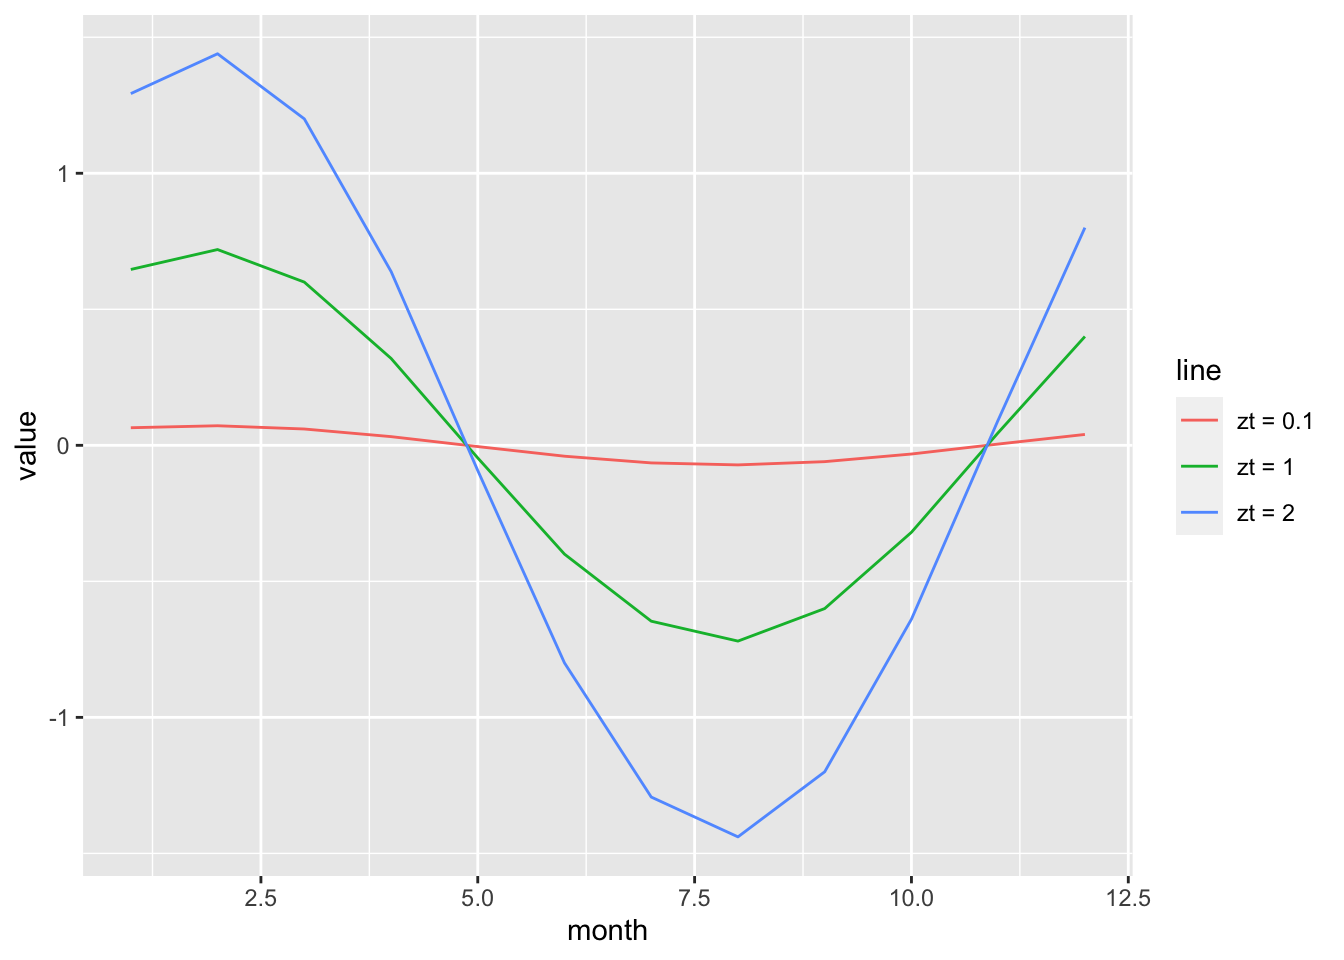 1
0
-1
value
2.5 5.0 7.5 10.0 12.5
month
line
zt = 0.1
zt = 1
zt = 2